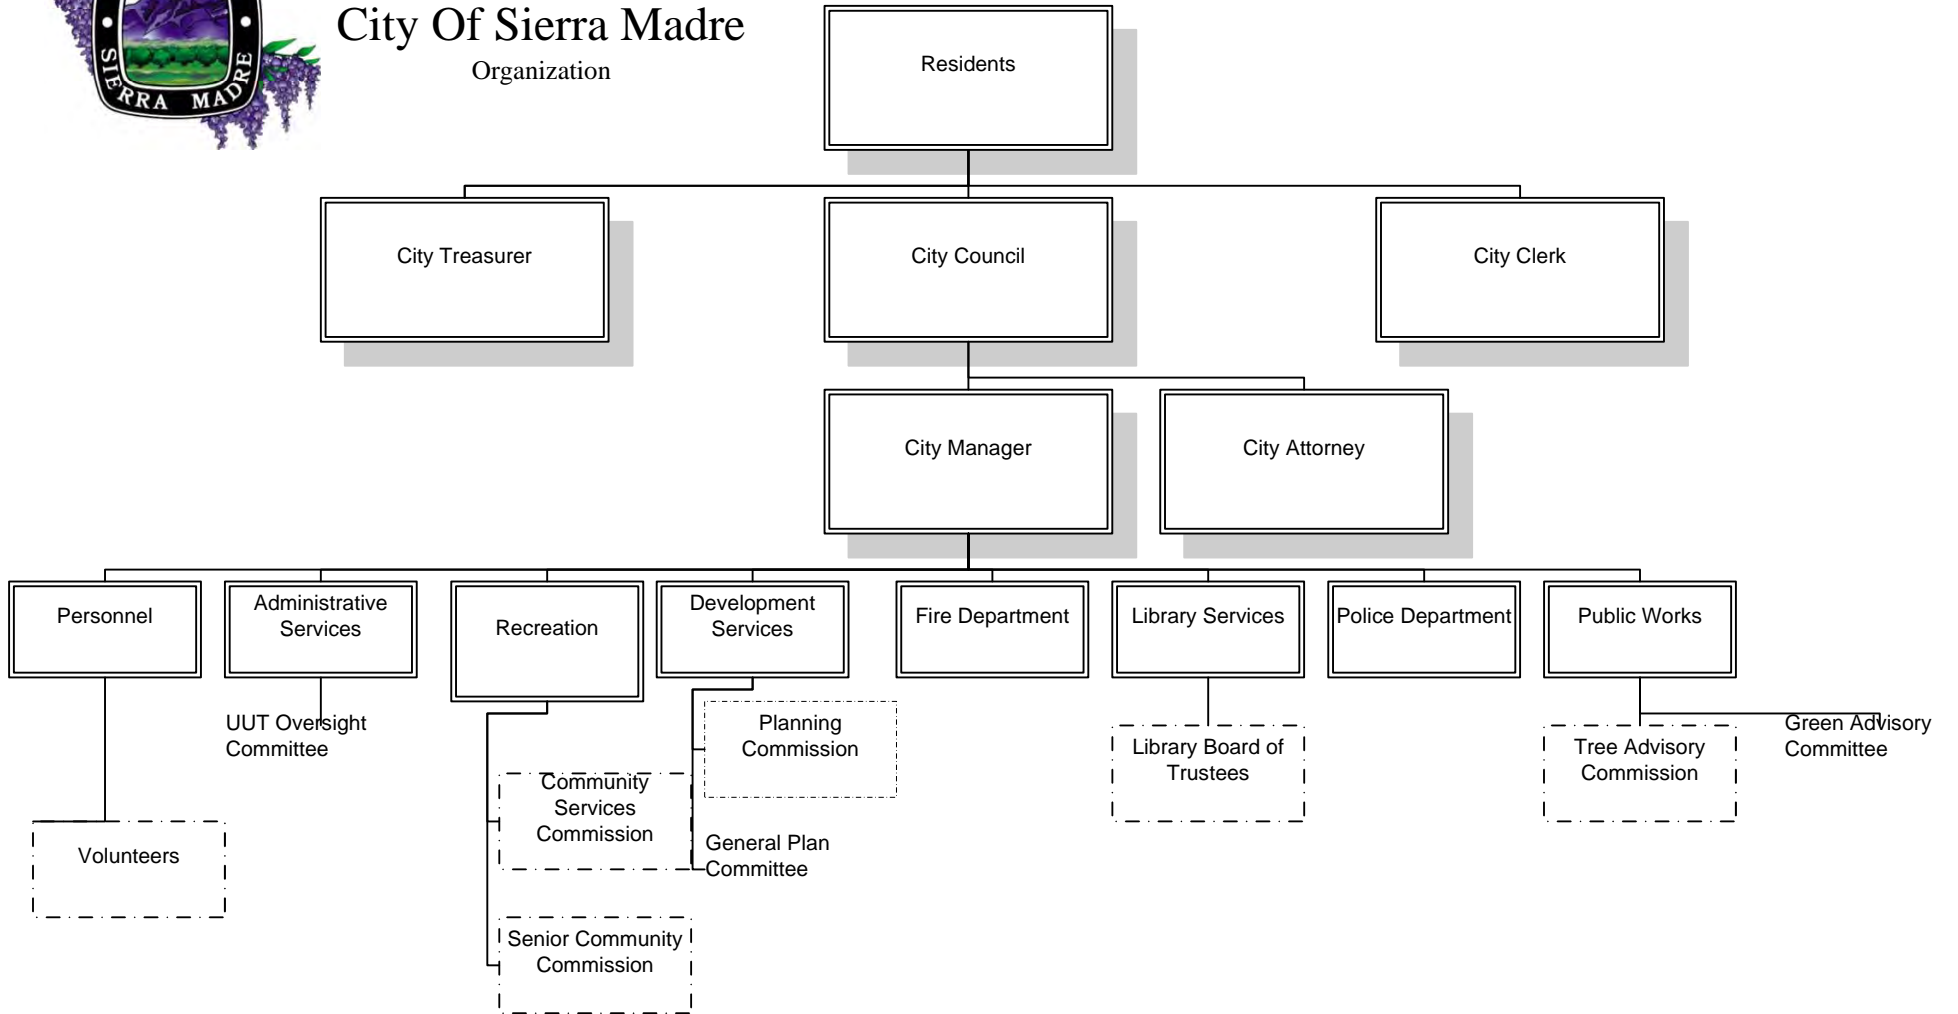 SIERRA MADRE
City Of Sierra Madre
Organization
Residents
City Treasurer
City Council
City Clerk
City Manager
City Attorney
Personnel
Administrative
Services
Recreation
Development
Services
Fire Department
Library Services
Police Department
Public Works
UUT Oversight
Committee
Planning
Commission
Library Board of
Trustees
Tree Advisory
Commission
Green Advisory
Committee
Community
Services
Commission
General Plan
Committee
Volunteers
Senior Community
Commission